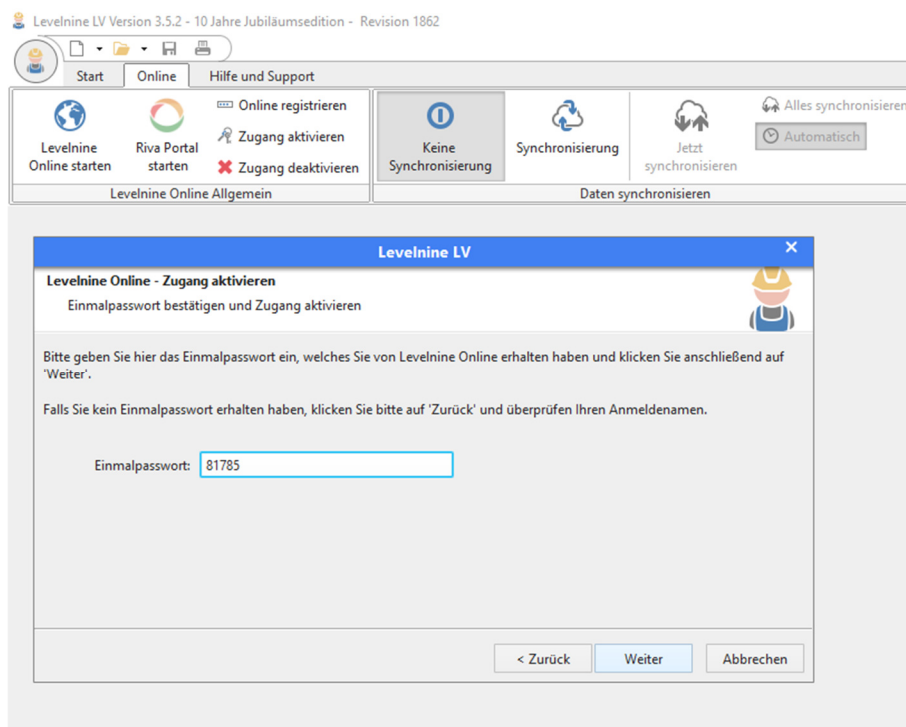 Levelnine LV Version 3.5.2 - 10 Jahre Jubiläumsedition - Revision 1862
Start Online Hilfe und Support
Levelnine
Online starten
Riva Portal
starten
Online registrieren
Zugang aktivieren
Zugang deaktivieren
Levelnine Online Allgemein
Keine
Synchronisierung
Synchronisierung
Jetzt
synchronisieren
Alles synchronisieren
Automatisch
Daten synchronisieren
Levelnine LV
Levelnine Online - Zugang aktivieren
Einmalpasswort bestätigen und Zugang aktivieren
Bitte geben Sie hier das Einmalpasswort ein, welches Sie von Levelnine Online erhalten haben und klicken Sie anschließend auf
'Weiter'.
Falls Sie kein Einmalpasswort erhalten haben, klicken Sie bitte auf 'Zurück' und überprüfen Ihren Anmeldenamen.
Einmalpasswort: 81785
< Zurück Weiter Abbrechen